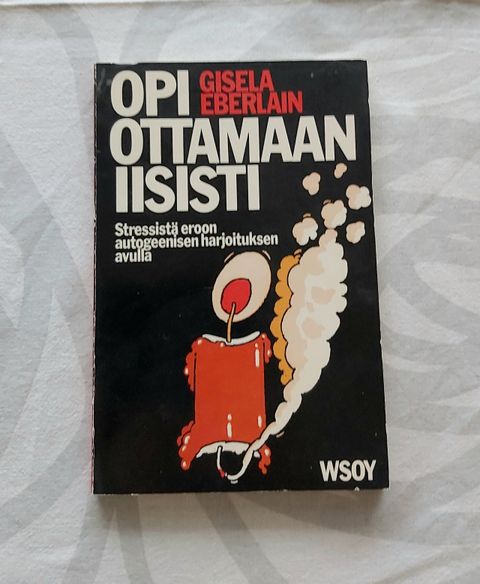 OPI
GISELA
EBERLAIN
OTTAMAAN
IISISTI
Stressistä eroon
autogeenisen harjoituksen
avulla
WSOY